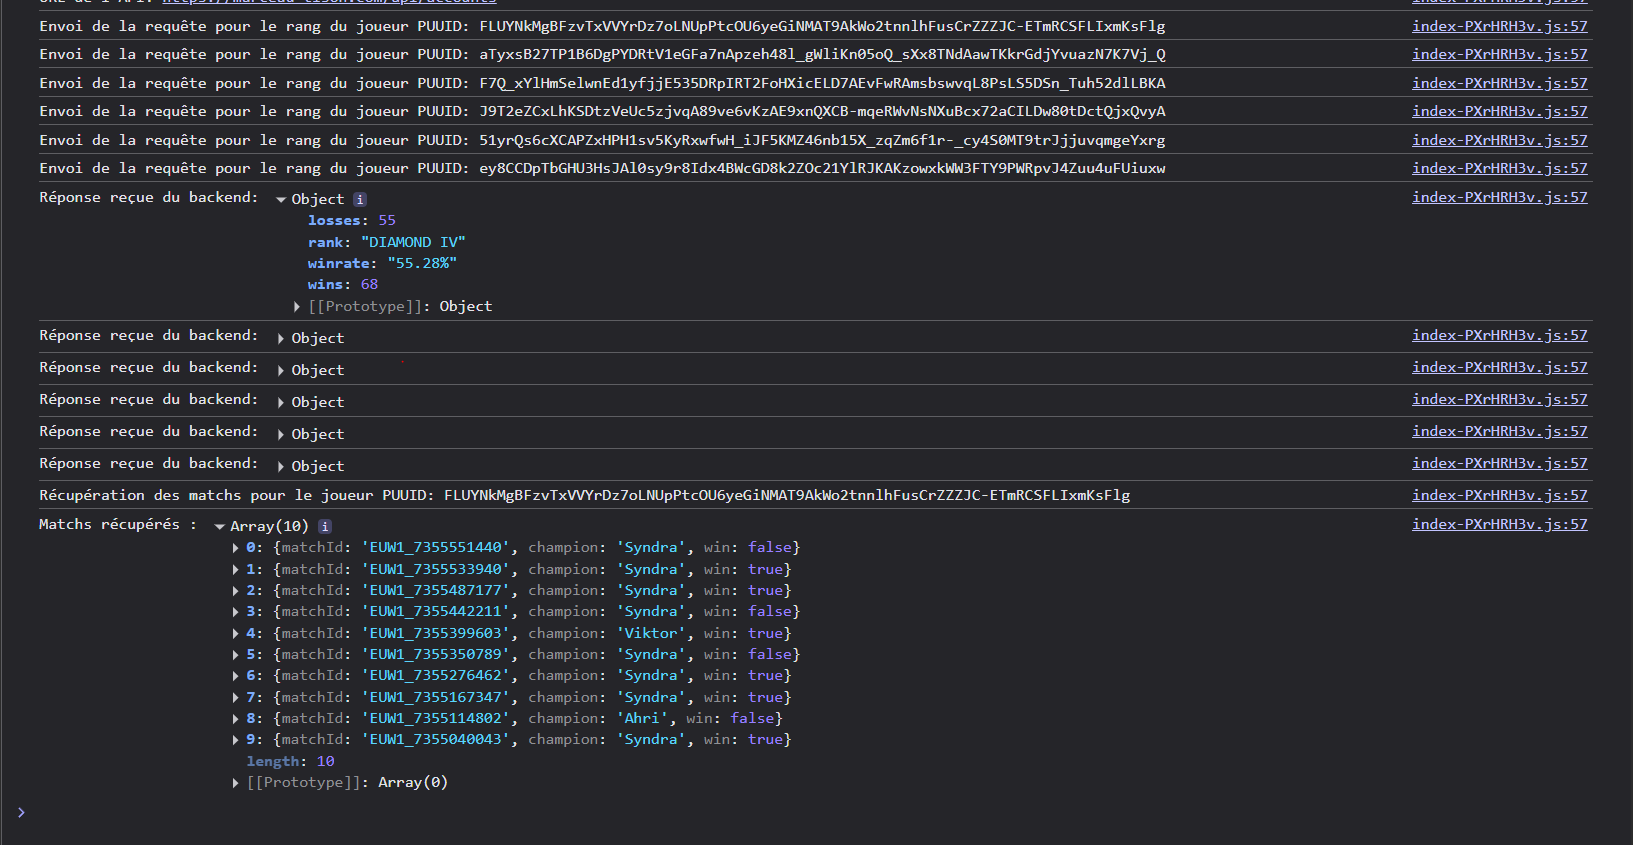 URL de l'API: https://marceau-tison.com/api/accounts index-PXrHRH3v.js:57
Envoi de la requête pour le rang du joueur PUUID: FLUYNkMgBFzvTxVVYrDz7oLNUpPtcOU6yeGiNMAT9AkWo2tnnlhFusCrZZZJC-ETmRCSFLIxmKsFlg index-PXrHRH3v.js:57
Envoi de la requête pour le rang du joueur PUUID: aTyxsB27TP1B6DgPYDRtV1eGFa7nApzeh48l_gWliKn05oQ_sXx8TNdAawTKkrGdjYvuazN7K7Vj_Q index-PXrHRH3v.js:57
Envoi de la requête pour le rang du joueur PUUID: F7Q_xYlHmSelwnEd1yfjjE535DRpIRT2FoHXicELD7AEvFwRAmsbswvqL8PsLS5DSn_Tuh52dlLBKA index-PXrHRH3v.js:57
Envoi de la requête pour le rang du joueur PUUID: J9T2eZCxLhKSDtzVeUc5zjvqA89ve6vKzAE9xnQXCB-mqeRWvNsNXuBcx72aCILDw80tDctQjxQvyA index-PXrHRH3v.js:57
Envoi de la requête pour le rang du joueur PUUID: 51yrQs6cXCAPZxHPH1sv5KyRxwfwH_iJF5KMZ46nb15X_zqZm6f1r-_cy4S0MT9trJjjuvqmgeYxrg index-PXrHRH3v.js:57
Envoi de la requête pour le rang du joueur PUUID: ey8CCDpTbGHU3HsJAl0sy9r8Idx4BWcGD8k2ZOc21YlRJKAKzowxkWW3FTY9PWRpvJ4Zuu4uFUiuxw index-PXrHRH3v.js:57
Réponse reçue du backend: Object i index-PXrHRH3v.js:57
losses: 55
rank: "DIAMOND IV"
winrate: "55.28%"
wins: 68
[[Prototype]]: Object
Réponse reçue du backend: Object index-PXrHRH3v.js:57
Réponse reçue du backend: Object index-PXrHRH3v.js:57
Réponse reçue du backend: Object index-PXrHRH3v.js:57
Réponse reçue du backend: Object index-PXrHRH3v.js:57
Réponse reçue du backend: Object index-PXrHRH3v.js:57
Récupération des matchs pour le joueur PUUID: FLUYNkMgBFzvTxVVYrDz7oLNUpPtcOU6yeGiNMAT9AkWo2tnnlhFusCrZZZJC-ETmRCSFLIxmKsFlg index-PXrHRH3v.js:57
Matchs récupérés : Array(10) i index-PXrHRH3v.js:57
0: {matchId: 'EUW1_7355551440', champion: 'Syndra', win: false}
1: {matchId: 'EUW1_7355533940', champion: 'Syndra', win: true}
2: {matchId: 'EUW1_7355487177', champion: 'Syndra', win: true}
3: {matchId: 'EUW1_7355442211', champion: 'Syndra', win: false}
4: {matchId: 'EUW1_7355399603', champion: 'Viktor', win: true}
5: {matchId: 'EUW1_7355350789', champion: 'Syndra', win: false}
6: {matchId: 'EUW1_7355276462', champion: 'Syndra', win: true}
7: {matchId: 'EUW1_7355167347', champion: 'Syndra', win: true}
8: {matchId: 'EUW1_7355114802', champion: 'Ahri', win: false}
9: {matchId: 'EUW1_7355040043', champion: 'Syndra', win: true}
length: 10
[[Prototype]]: Array(0)